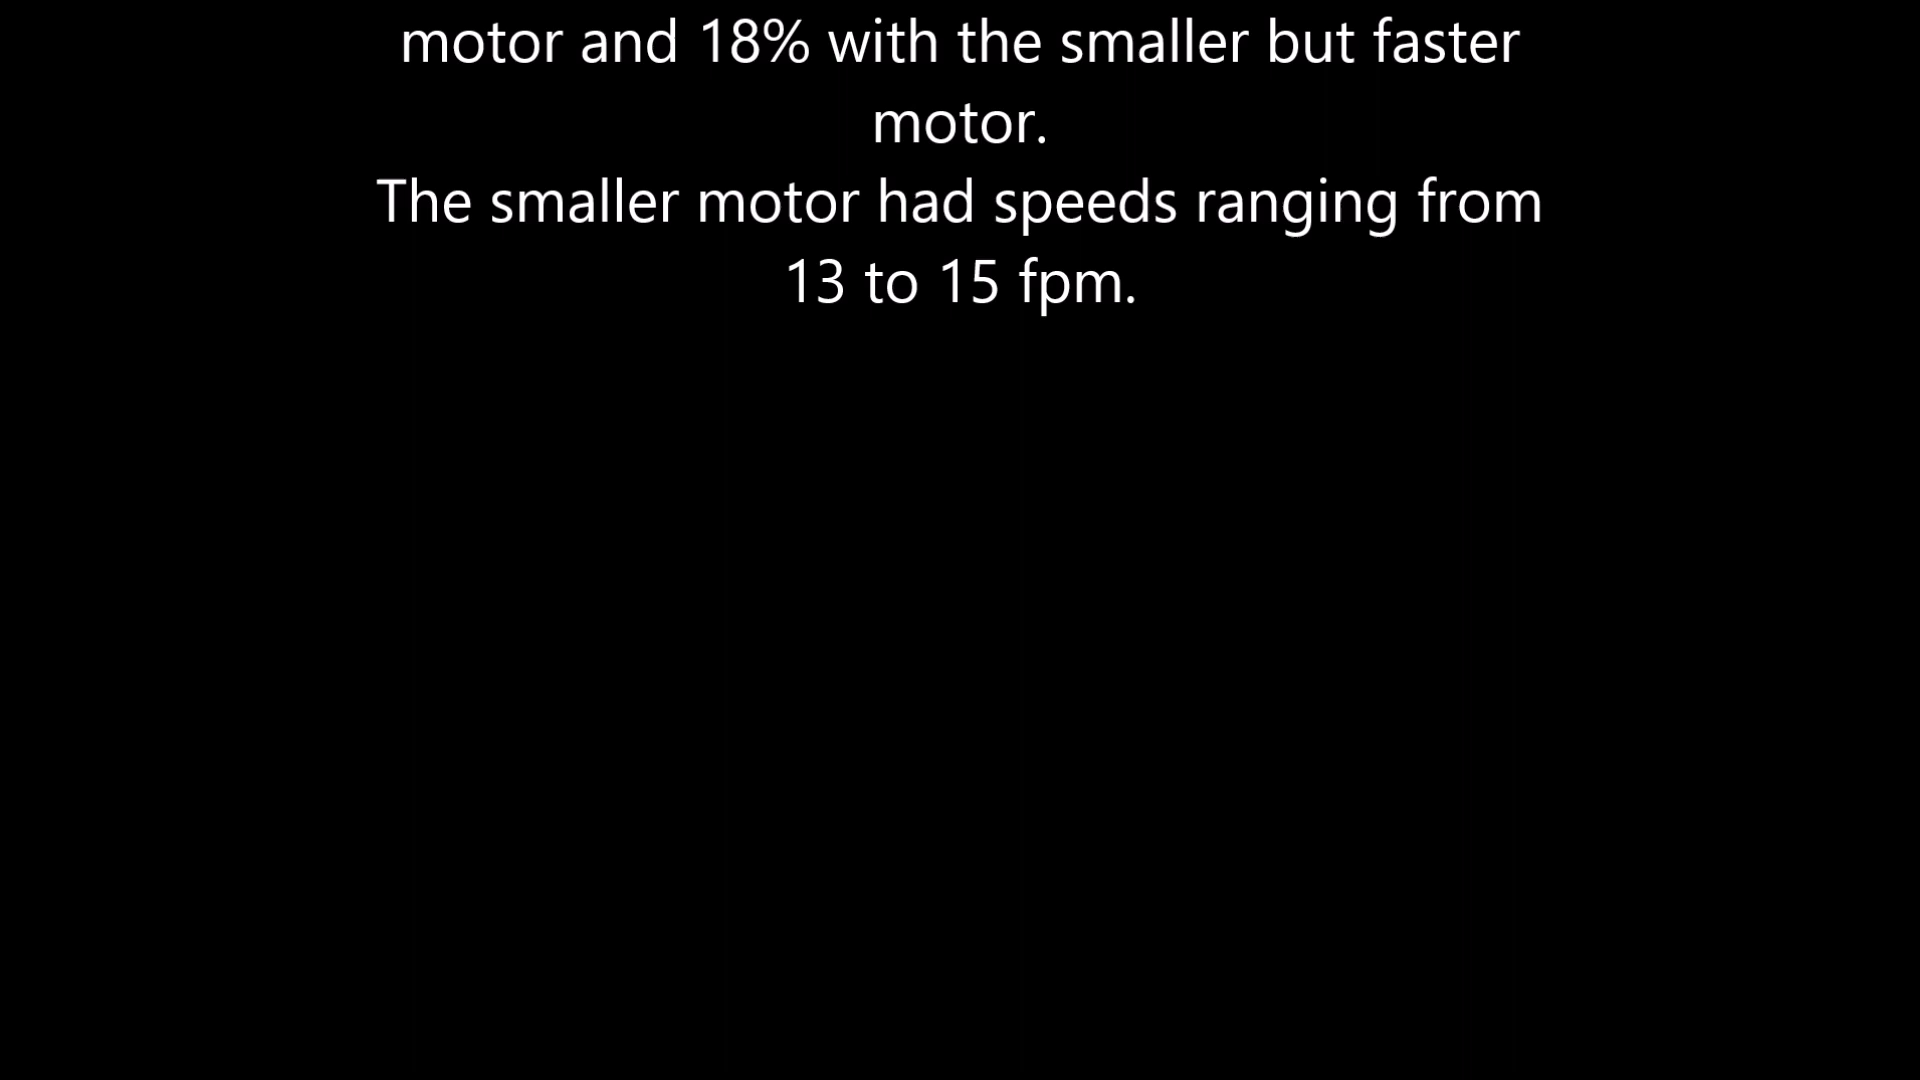 motor and 18% with the smaller but faster
motor.
The smaller motor had speeds ranging from
13 to 15 fpm.